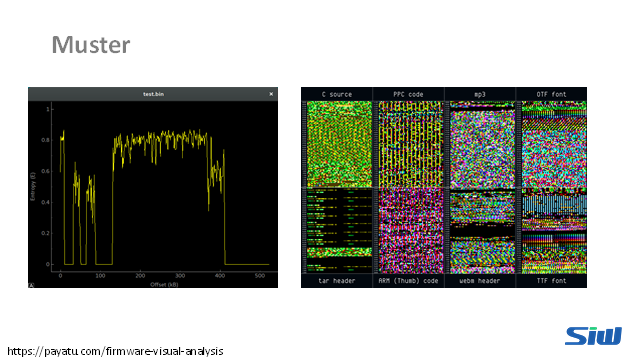 Muster
test.bin
×
1
0.8
0.6
0.4
0.2
0
Entropy (E)
0 100 200 300 400 500
Offset (kB)
A
C source PPC code mp3 OTF font
tar header ARM (Thumb) code webm header TTF font
https://payatu.com/firmware-visual-analysis
SiW